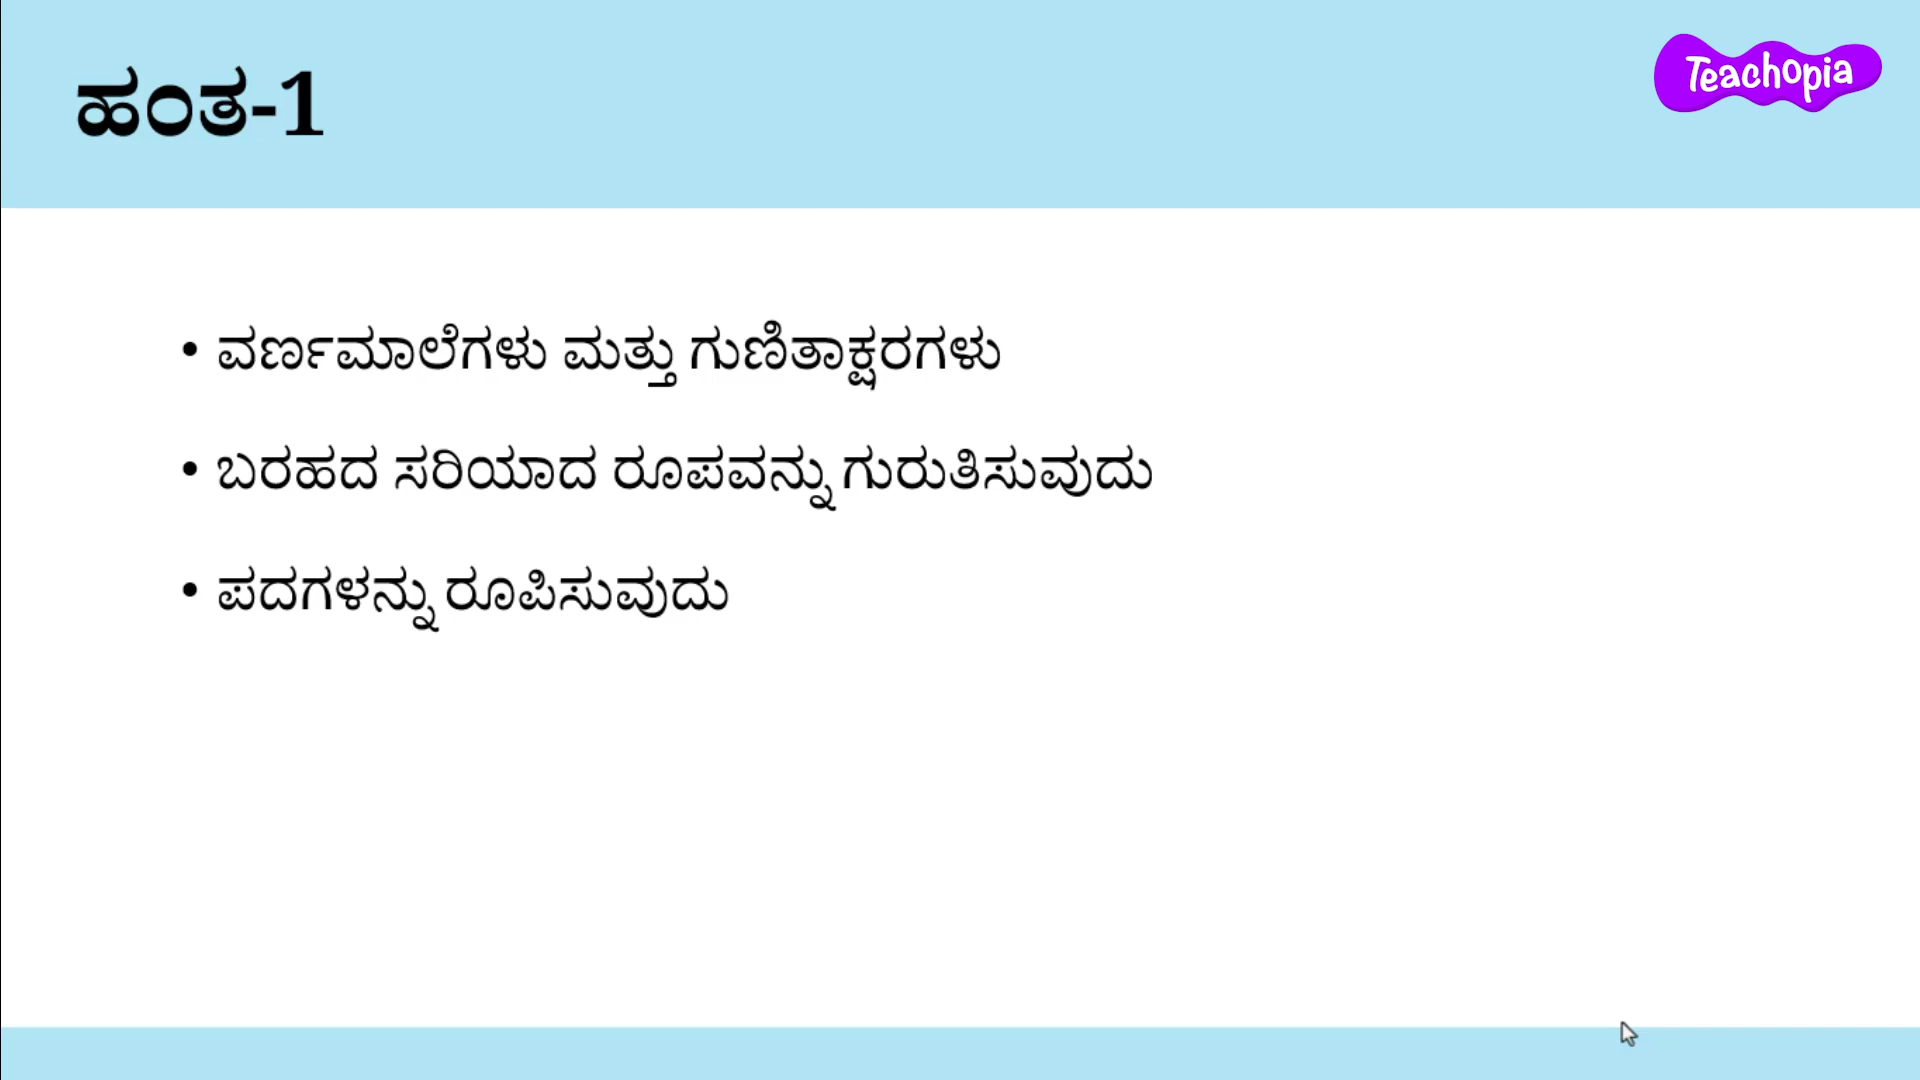 ಹಂತ-1
Teachopia
• ವರ್ಣಮಾಲೆಗಳು ಮತ್ತು ಗುಣಿತಾಕ್ಷರಗಳು
• ಬರಹದ ಸರಿಯಾದ ರೂಪವನ್ನು ಗುರುತಿಸುವುದು
• ಪದಗಳನ್ನು ರೂಪಿಸುವುದು